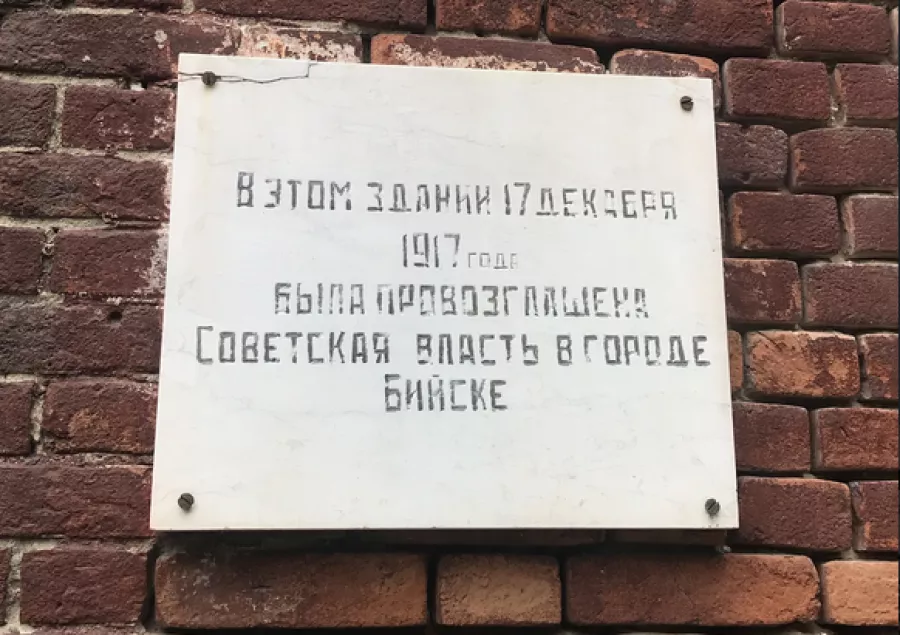 В ЭТОМ ЗДАНИИ 17 ДЕКАБРЯ
1917 ГОДА
БЫЛА ПРОВОЗГЛАШЕНА
СОВЕТСКАЯ ВЛАСТЬ В ГОРОДЕ
БИЙСКЕ